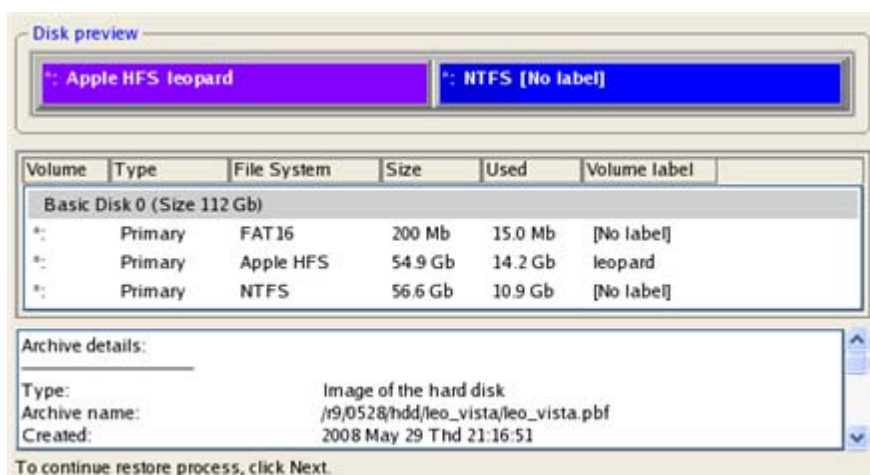 Disk preview
*: Apple HFS leopard
*: NTFS [No label]
Volume Type File System Size Used Volume label
Basic Disk 0 (Size 112 Gb)
*: Primary FAT16 200 Mb 15.0 Mb [No label]
*: Primary Apple HFS 54.9 Gb 14.2 Gb leopard
*: Primary NTFS 56.6 Gb 10.9 Gb [No label]
Archive details:
Type: Image of the hard disk
Archive name: /r9/0528/hdd/leo_vista/leo_vista.pbf
Created: 2008 May 29 Thd 21:16:51
To continue restore process, click Next.